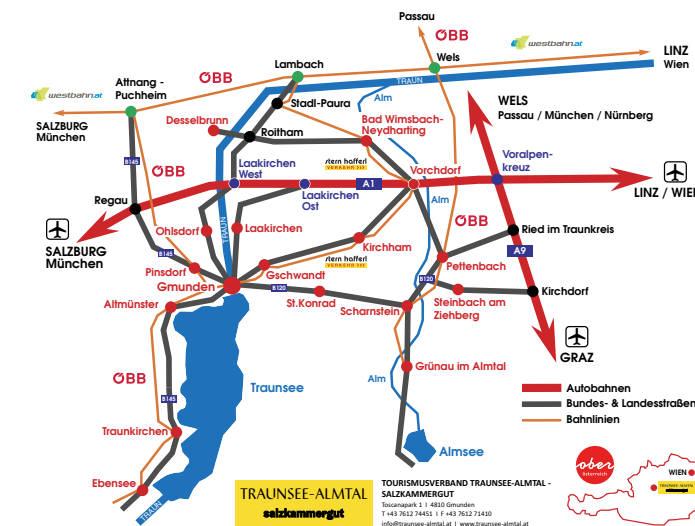 Passau
ÖBB
westbahn.at
LINZ
Wien
Wels
Lambach
ÖBB
TRAUN
Alm
westbahn.at
Attnang -
Puchheim
SALZBURG
München
Stadl-Paura
WELS
Passau / München / Nürnberg
Desselbrunn
Roitham
Bad Wimsbach-
Neydharting
B145
ÖBB
Laakirchen
West
stern hafferl
VERKEHR
A1
Laakirchen
Ost
Vorchdorf
Voralpen-
kreuz
LINZ / WIEN
Regau
Alm
TRAUN
ÖBB
SALZBURG
München
Ohlsdorf
Laakirchen
Kirchham
Ried im Traunkreis
A9
B145
stern hafferl
VERKEHR
Pettenbach
Pinsdorf
Gschwandt
Gmunden
B120
B120
St.Konrad
Scharnstein
Steinbach am
Ziehberg
Kirchdorf
Altmünster
GRAZ
ÖBB
Traunsee
Alm
Grünau im Almtal
B145
Autobahnen
Bundes- & Landesstraßen
Bahnlinien
Traunkirchen
Almsee
Ebensee
TRAUN
TRAUNSEE-ALMTAL
salzkammergut
TOURISMUSVERBAND TRAUNSEE-ALMTAL -
SALZKAMMERGUT
Toscanapark 1 I 4810 Gmunden
T +43 7612 74451 I F +43 7612 71410
info@traunsee-almtal.at I www.traunsee-almtal.at
ober
österreich
WIEN
TRAUNSEE-ALMTAL